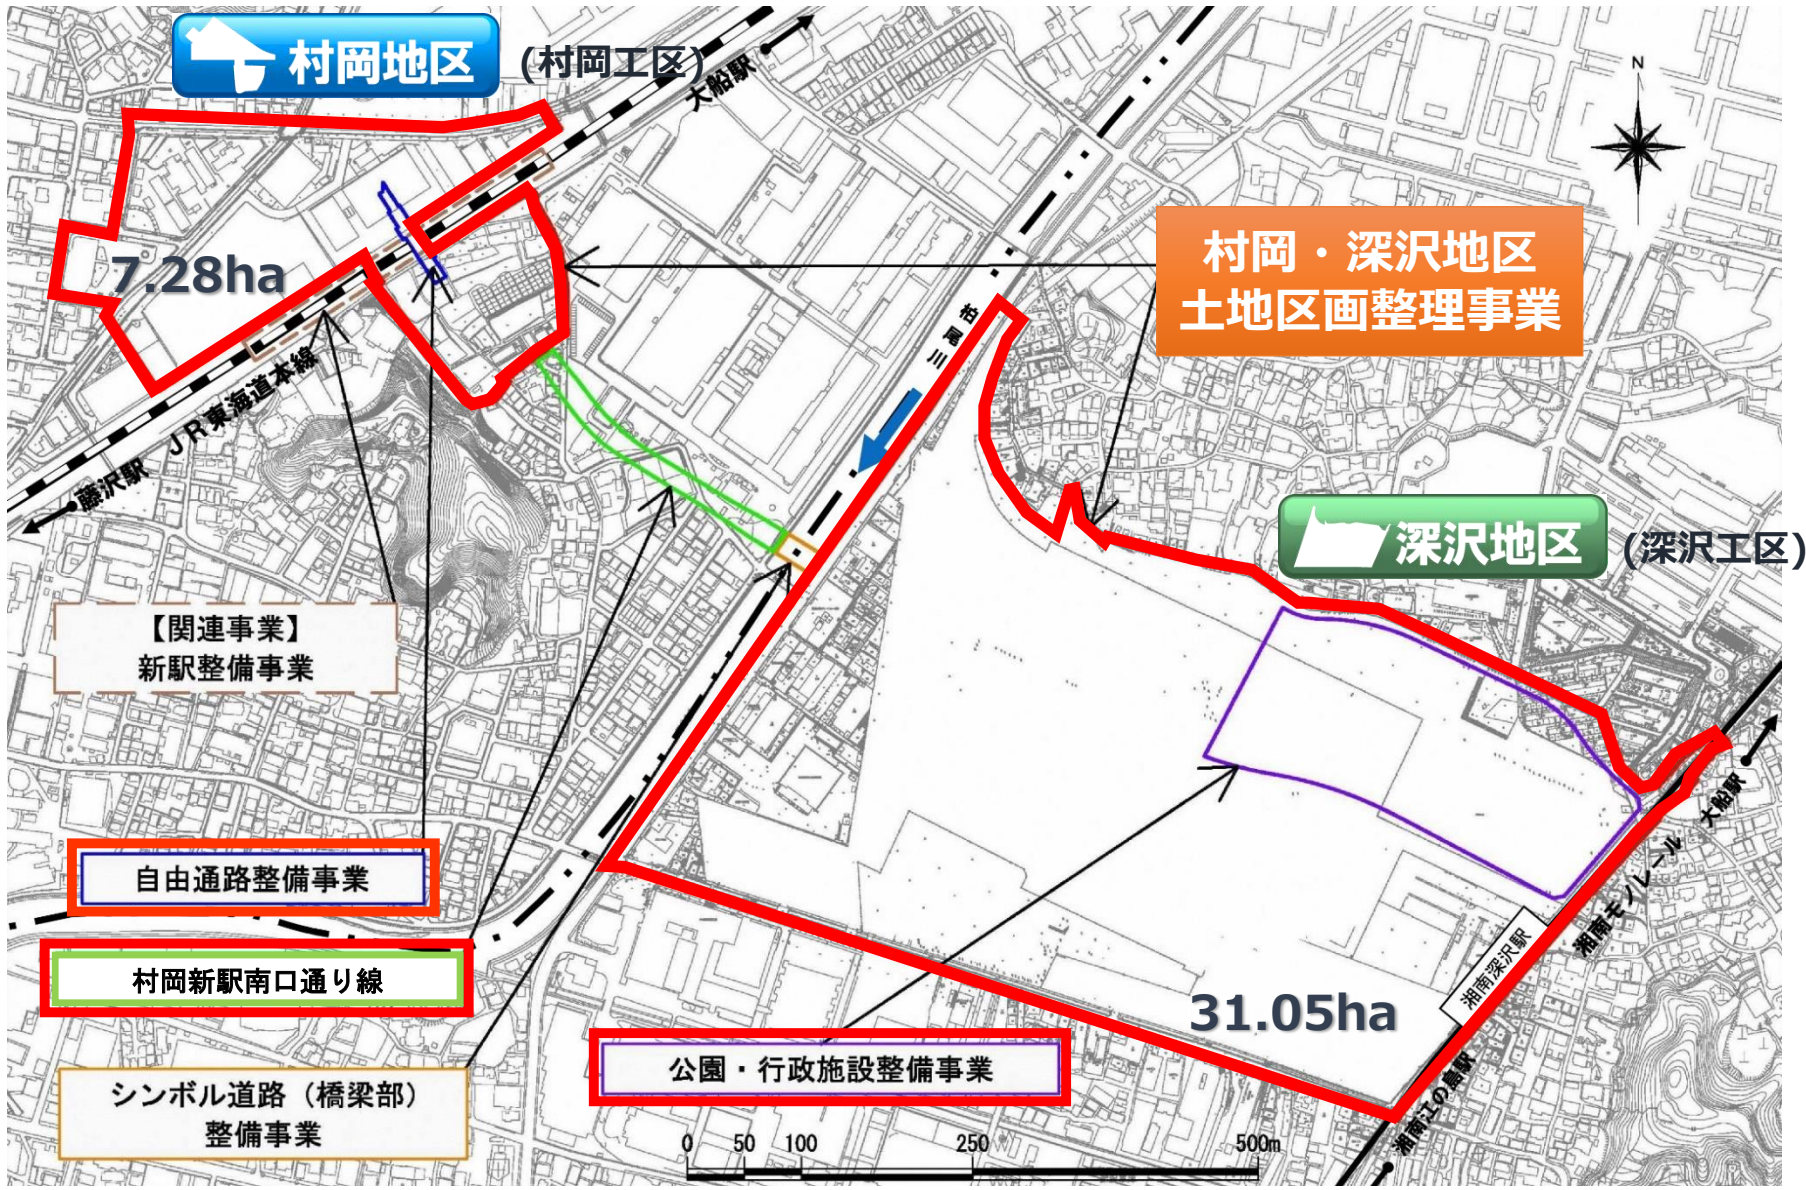 村岡地区
(村岡工区)
大船駅
N
7.28ha
村岡・深沢地区
土地区画整理事業
柏尾川
JR東海道本線
藤沢駅
深沢地区
(深沢工区)
【関連事業】
新駅整備事業
大船駅
湘南モノレール
自由通路整備事業
湘南深沢駅
村岡新駅南口通り線
31.05ha
公園・行政施設整備事業
シンボル道路（橋梁部）
整備事業
湘南江の島駅
0 50 100 250 500m